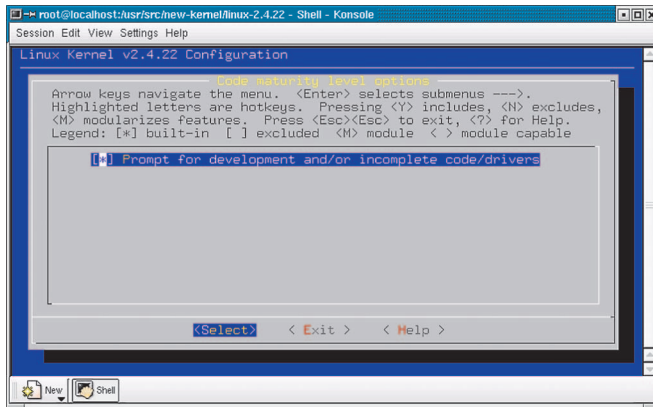 root@localhost:/usr/src/new-kernel/linux-2.4.22 - Shell - Konsole
Session Edit View Settings Help
Linux Kernel v2.4.22 Configuration
Code maturity level options
Arrow keys navigate the menu. <Enter> selects submenus --->.
Highlighted letters are hotkeys. Pressing <Y> includes, <N> excludes,
<M> modularizes features. Press <Esc><Esc> to exit, <?> for Help.
Legend: [*] built-in [ ] excluded <M> module < > module capable
[*] Prompt for development and/or incomplete code/drivers
<Select> < Exit > < Help >
New Shell